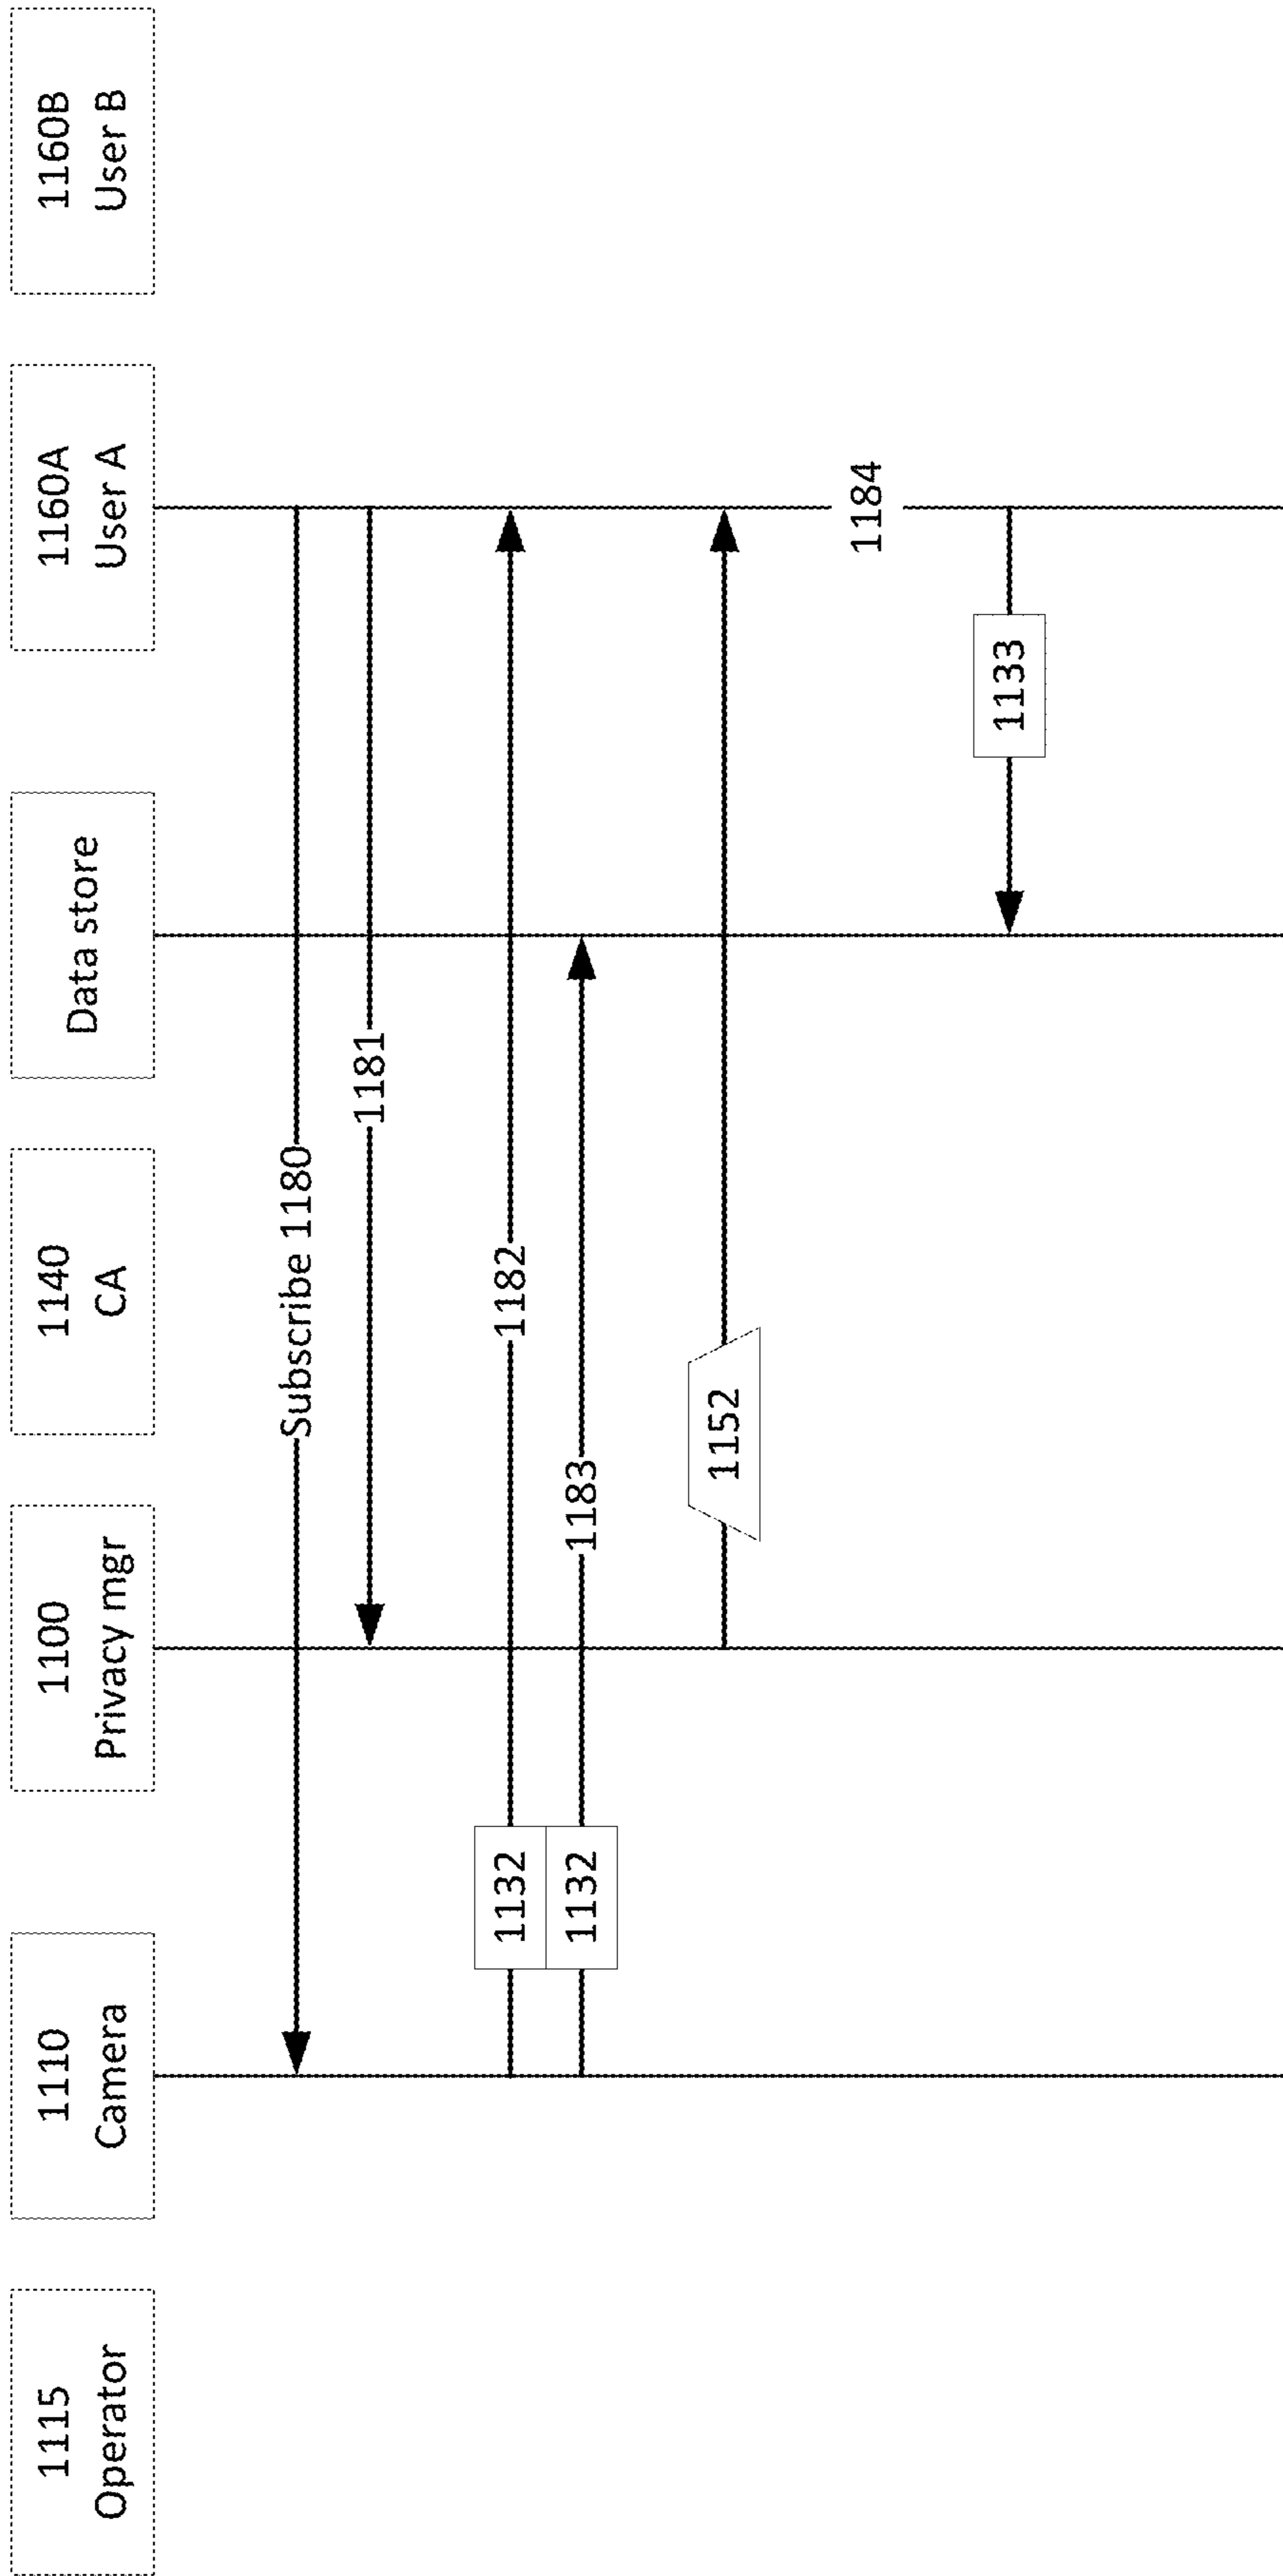 1115
Operator
1110
Camera
1100
Privacy mgr
1140
CA
Data store
1160A
User A
1160B
User B
Subscribe 1180
1181
1132
1182
1132
1183
1152
1184
1133